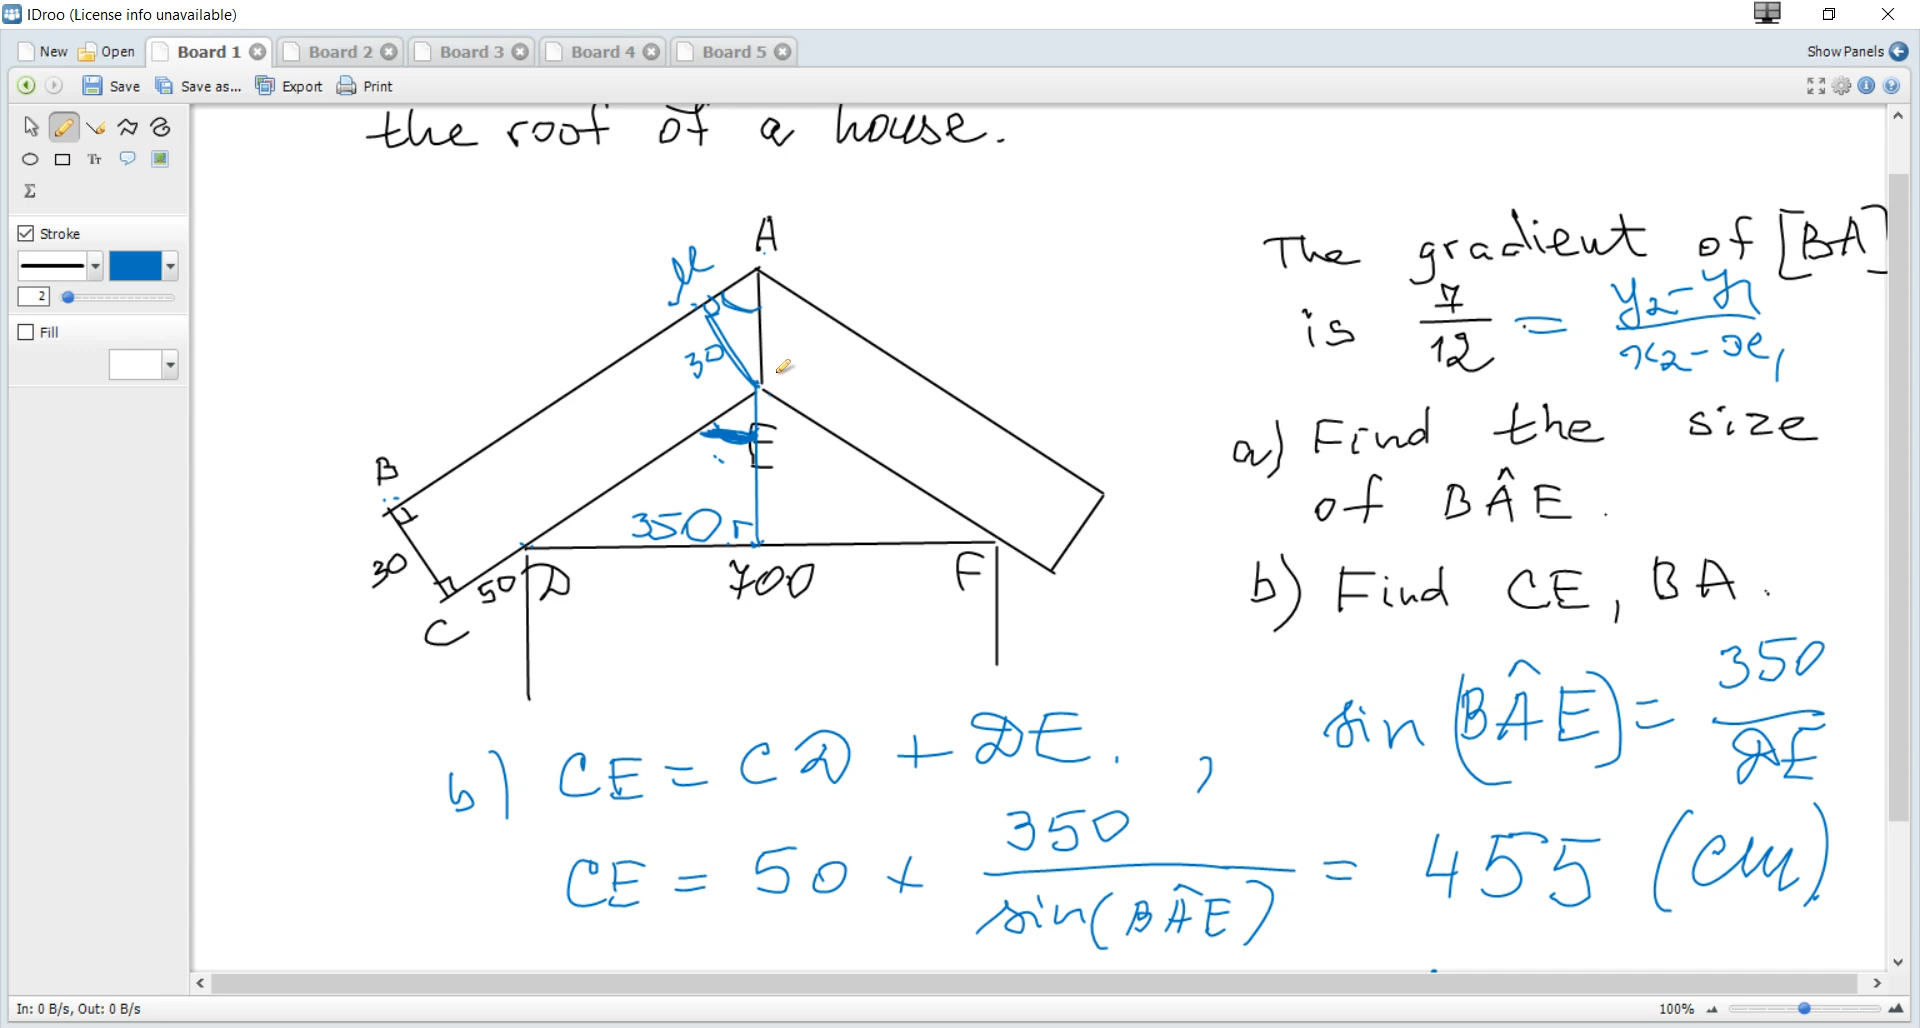 IDroo (License info unavailable)
New Open Board 1 Board 2 Board 3 Board 4 Board 5 Show Panels
Save Save as... Export Print
Tт
Σ
Stroke
2
Fill
the roof of a house.
A
B
30
C
50
D
700
F
E
30
350
The gradient of [BA]
is 7/12 = y₂-y₁/x₂-x₁
a) Find the size
of BÂE.
b) Find CE, BA.
b) CE = CD + DE. , sin(BÂE) = 350/DE
CE = 50 + 350/sin(BÂE) = 455 (cm)
In: 0 B/s, Out: 0 B/s
100%